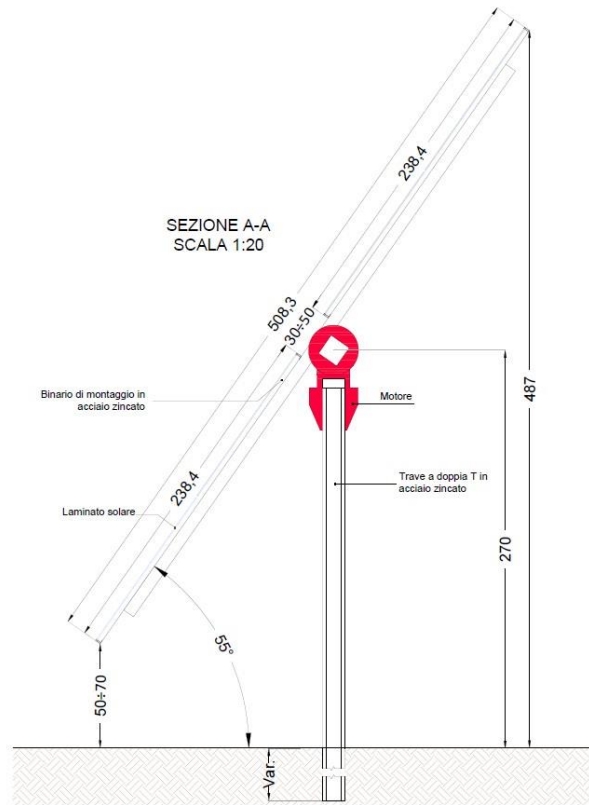 238,4
SEZIONE A-A
SCALA 1:20
508,3
30÷50
487
Binario di montaggio in
acciaio zincato
Motore
238,4
Trave a doppia T in
acciaio zincato
Laminato solare
270
55°
50÷70
Var.